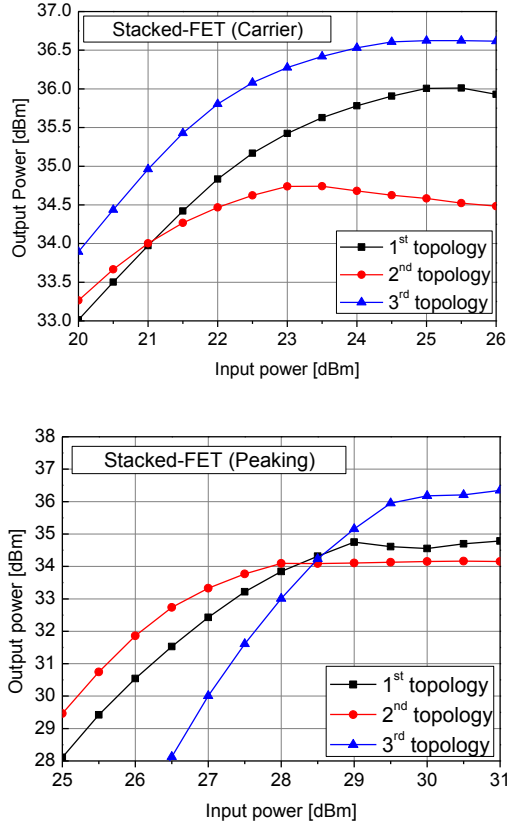 Stacked-FET (Carrier)
Output Power [dBm]
37.0
36.5
36.0
35.5
35.0
34.5
34.0
33.5
33.0
1st topology
2nd topology
3rd topology
20 21 22 23 24 25 26
Input power [dBm]
Stacked-FET (Peaking)
Output power [dBm]
38
37
36
35
34
33
32
31
30
29
28
1st topology
2nd topology
3rd topology
25 26 27 28 29 30 31
Input power [dBm]